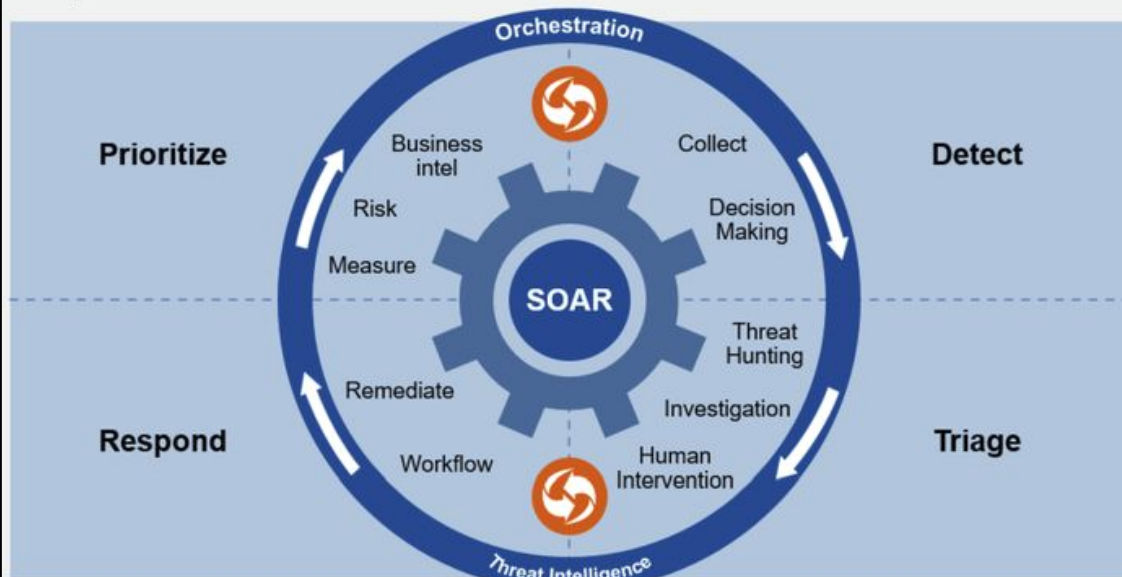 Orchestration
Prioritize
Business
intel
Risk
Measure
Collect
Decision
Making
Detect
SOAR
Respond
Remediate
Workflow
Threat
Hunting
Investigation
Human
Intervention
Triage
Threat Intelligence